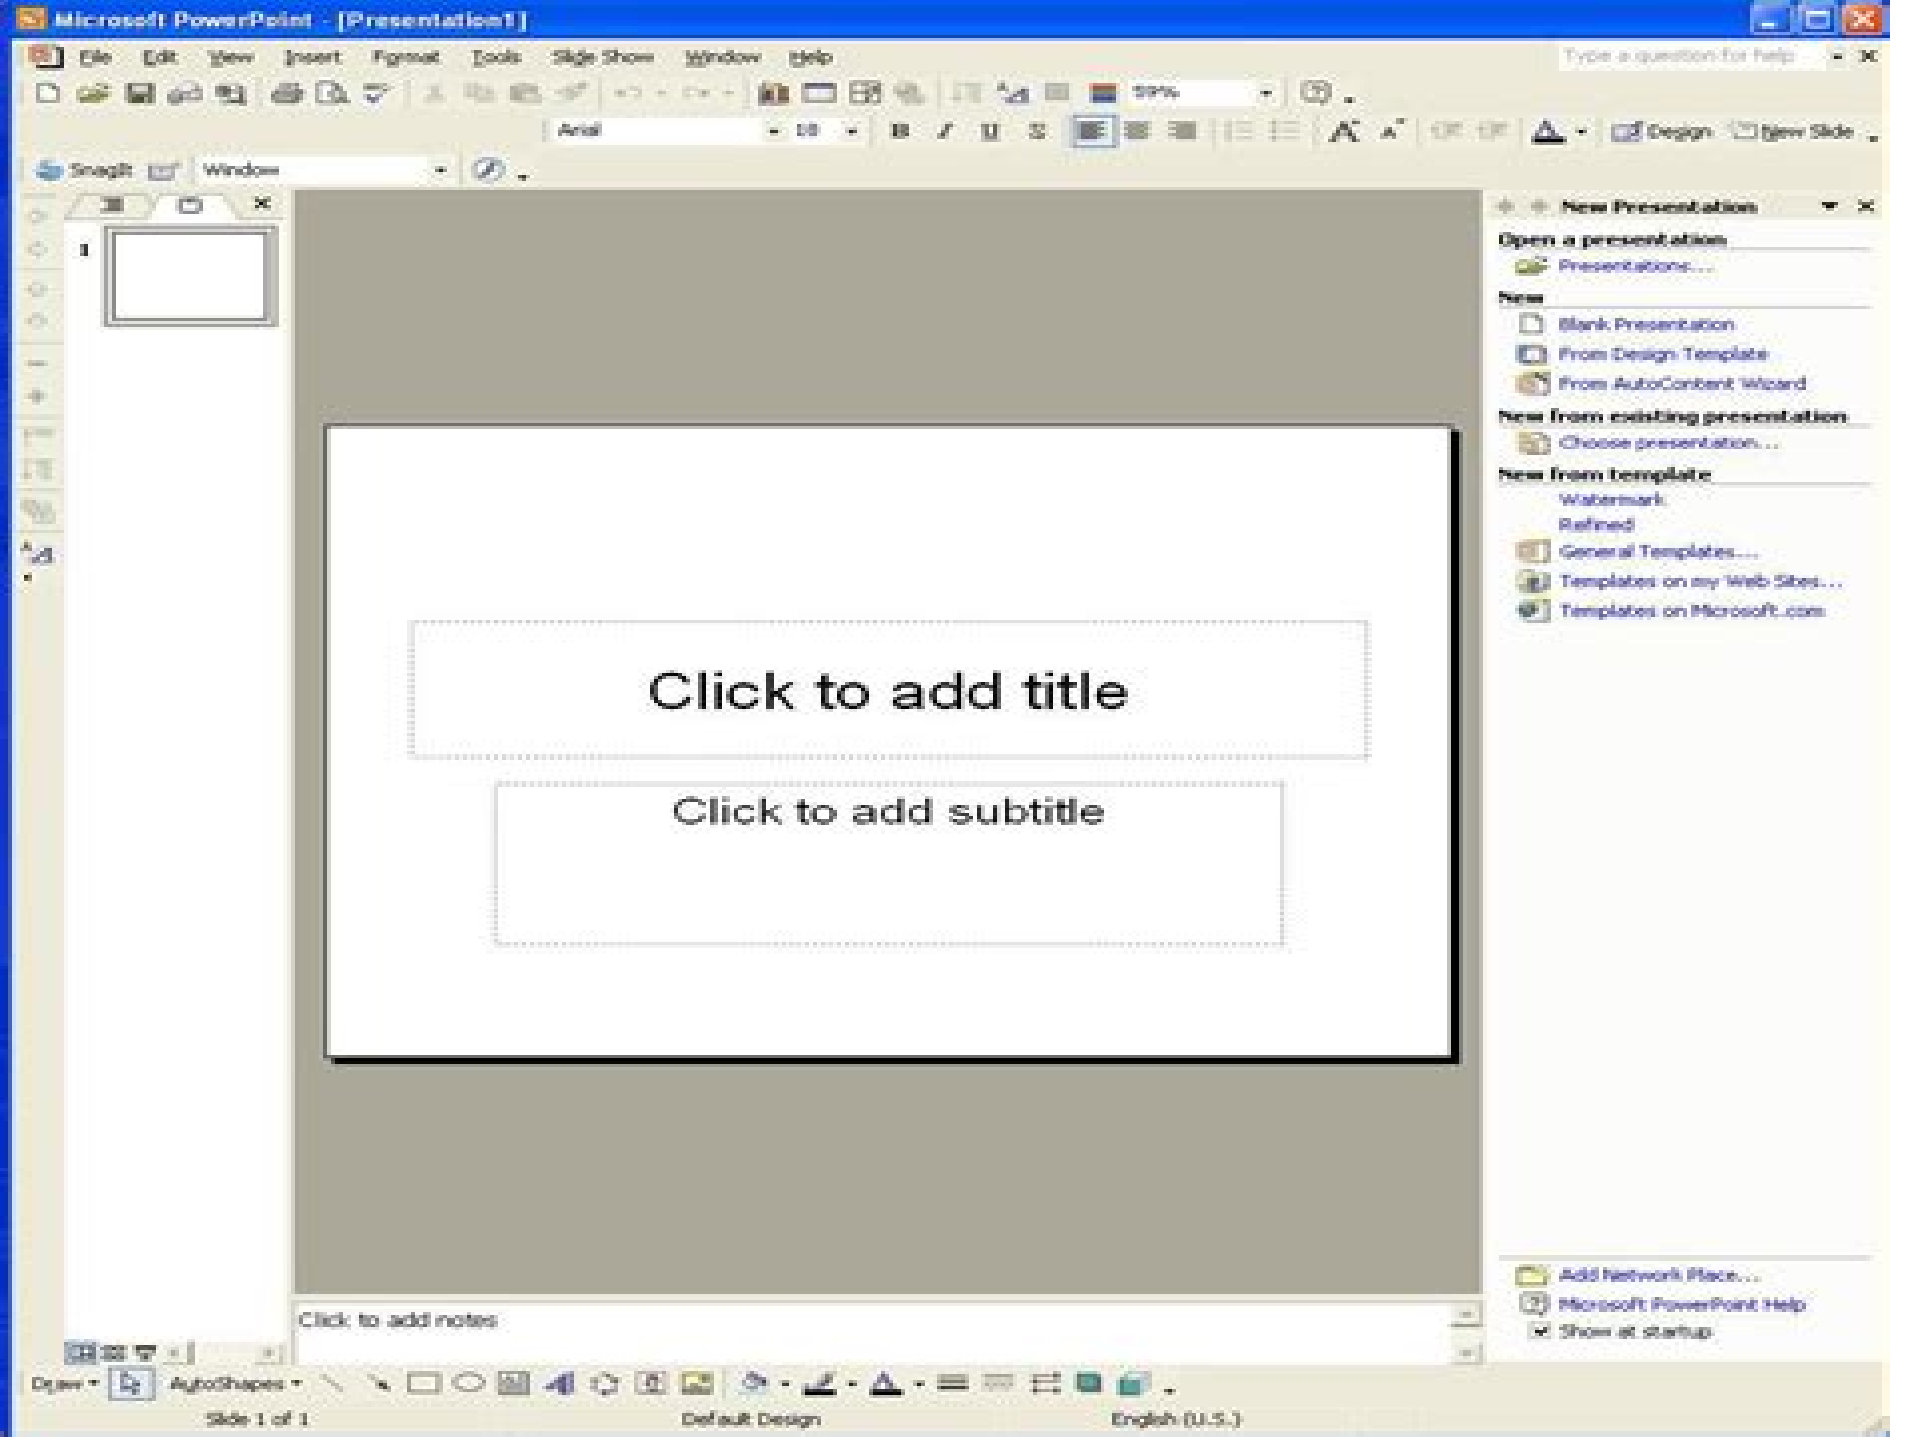 Microsoft PowerPoint - [Presentation1]
File Edit View Insert Format Tools Slide Show Window Help Type a question for help
59%
Arial 18 B I U S A A A Design New Slide
SnagIt Window
1
New Presentation
Open a presentation
Presentations...
New
Blank Presentation
From Design Template
From AutoContent Wizard
New from existing presentation
Choose presentation...
New from template
Watermark
Refined
General Templates...
Templates on my Web Sites...
Templates on Microsoft.com
Click to add title
Click to add subtitle
Add Network Place...
Microsoft PowerPoint Help
Show at startup
Click to add notes
Draw AutoShapes
Slide 1 of 1 Default Design English (U.S.)